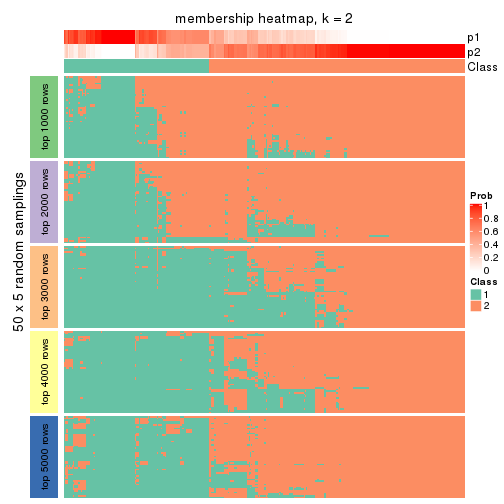 membership heatmap, k = 2
p1
p2
Class
50 x 5 random samplings
top 1000 rows
top 2000 rows
top 3000 rows
top 4000 rows
top 5000 rows
Prob
1
0.8
0.6
0.4
0.2
0
Class
1
2